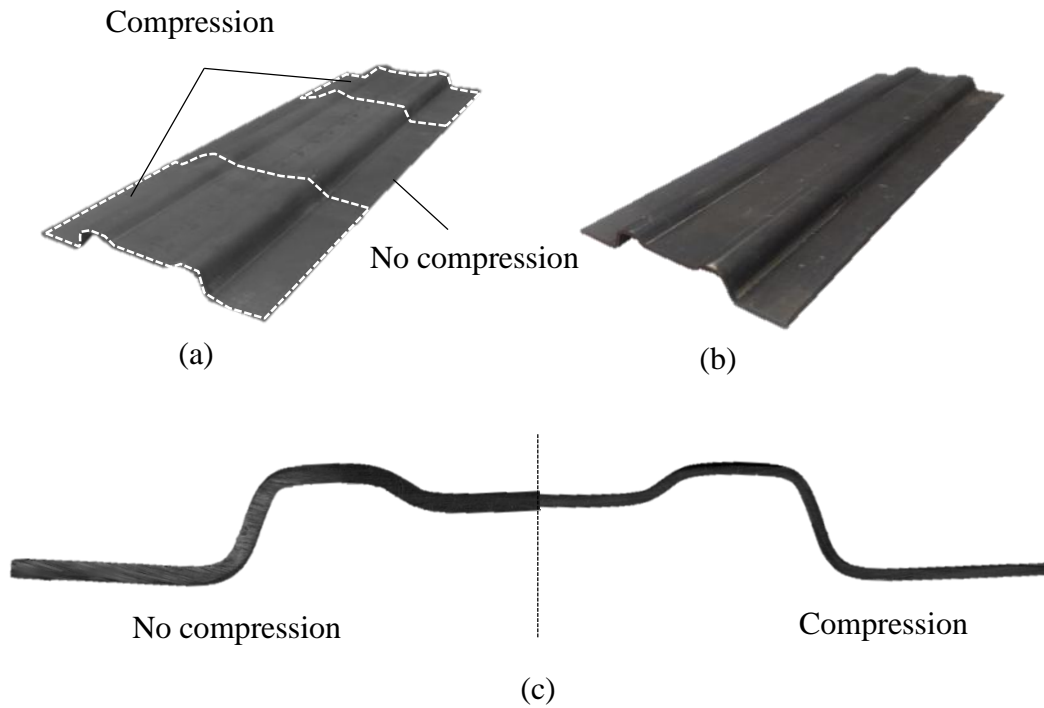 Compression
No compression
(a)
(b)
No compression
Compression
(c)